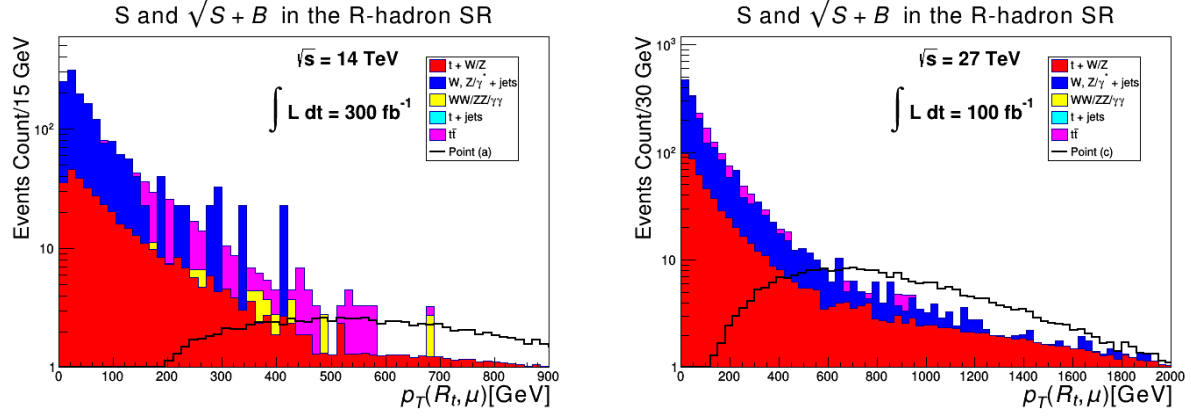 S and √S + B in the R-hadron SR
Events Count/15 GeV
10²
10
1
√s = 14 TeV
∫ L dt = 300 fb⁻¹
t + W/Z
W, Z/γ* + jets
WW/ZZ/γγ
t + jets
tt̄
Point (a)
0 100 200 300 400 500 600 700 800 900
p_T(R_t, μ)[GeV]
S and √S + B in the R-hadron SR
Events Count/30 GeV
10³
10²
10
1
√s = 27 TeV
∫ L dt = 100 fb⁻¹
t + W/Z
W, Z/γ* + jets
WW/ZZ/γγ
t + jets
tt̄
Point (c)
0 200 400 600 800 1000 1200 1400 1600 1800 2000
p_T(R_t, μ)[GeV]